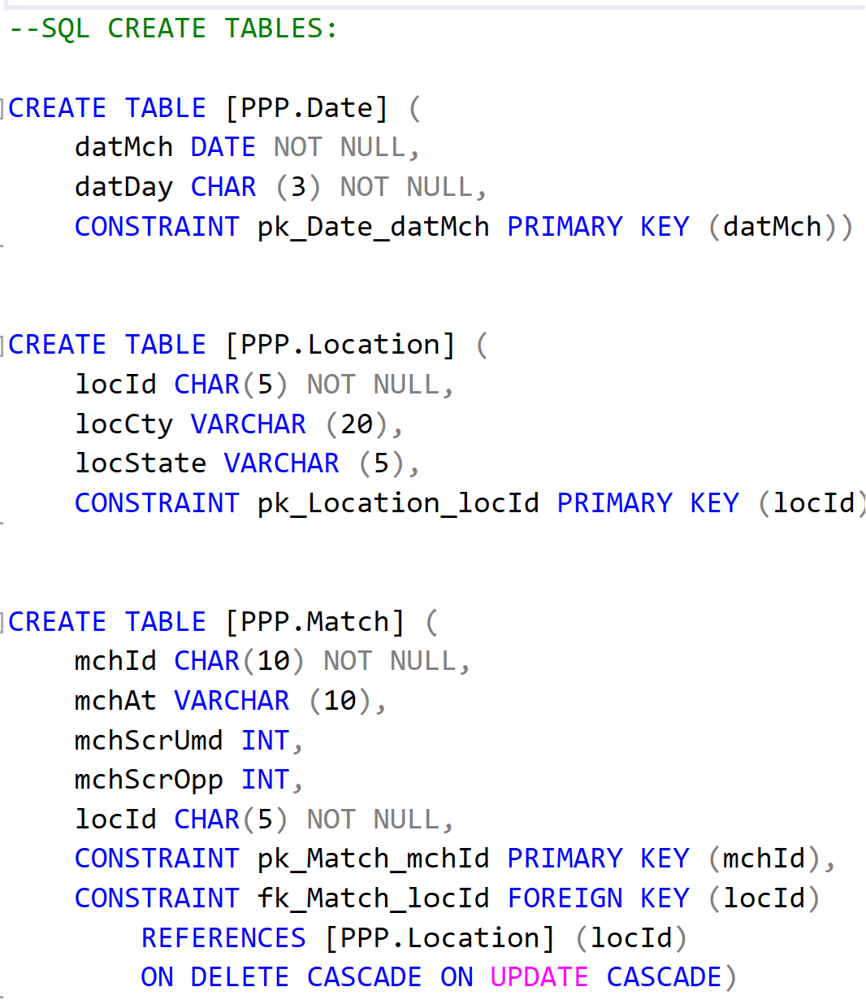 --SQL CREATE TABLES:
CREATE TABLE [PPP.Date] (
datMch DATE NOT NULL,
datDay CHAR (3) NOT NULL,
CONSTRAINT pk_Date_datMch PRIMARY KEY (datMch))
CREATE TABLE [PPP.Location] (
locId CHAR(5) NOT NULL,
locCty VARCHAR (20),
locState VARCHAR (5),
CONSTRAINT pk_Location_locId PRIMARY KEY (locId)
CREATE TABLE [PPP.Match] (
mchId CHAR(10) NOT NULL,
mchAt VARCHAR (10),
mchScrUmd INT,
mchScrOpp INT,
locId CHAR(5) NOT NULL,
CONSTRAINT pk_Match_mchId PRIMARY KEY (mchId),
CONSTRAINT fk_Match_locId FOREIGN KEY (locId)
REFERENCES [PPP.Location] (locId)
ON DELETE CASCADE ON UPDATE CASCADE)